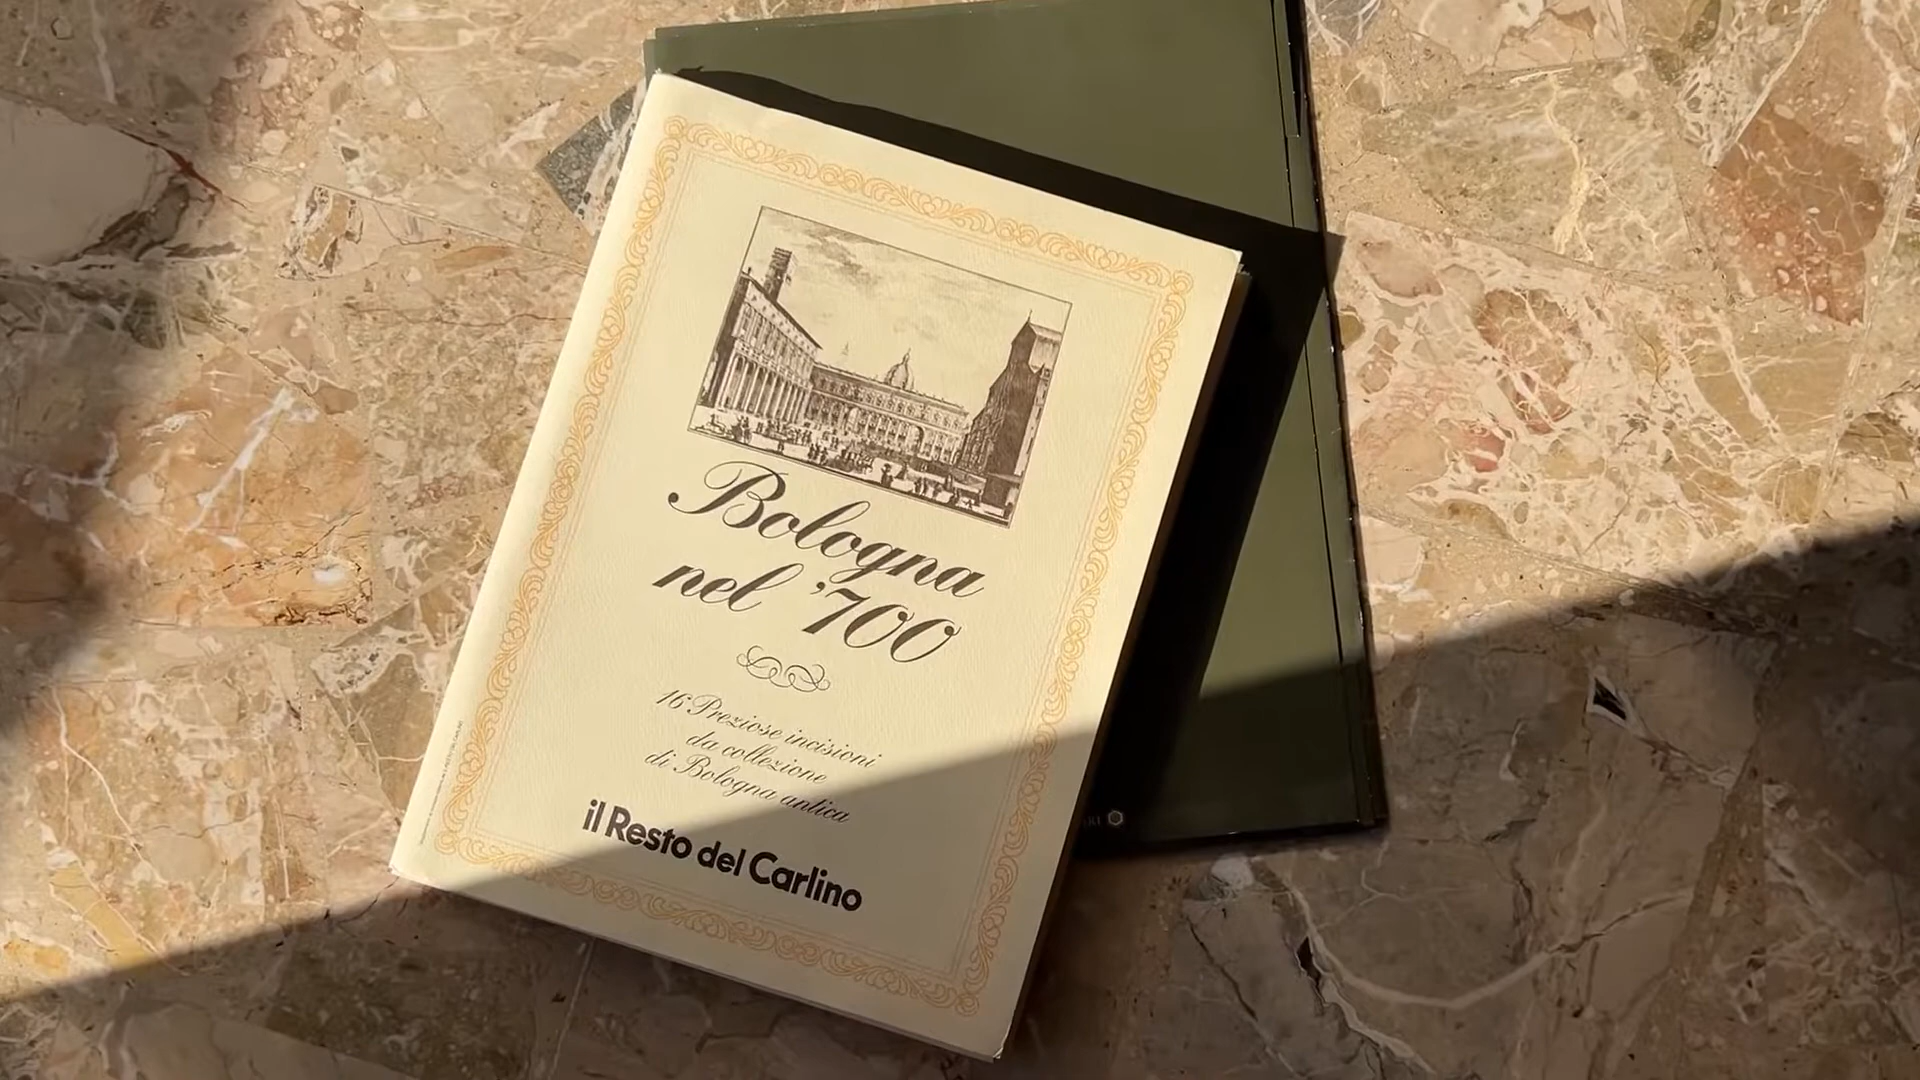 Bologna
nel '700
16 Preziose incisioni
da collezione
di Bologna antica
il Resto del Carlino